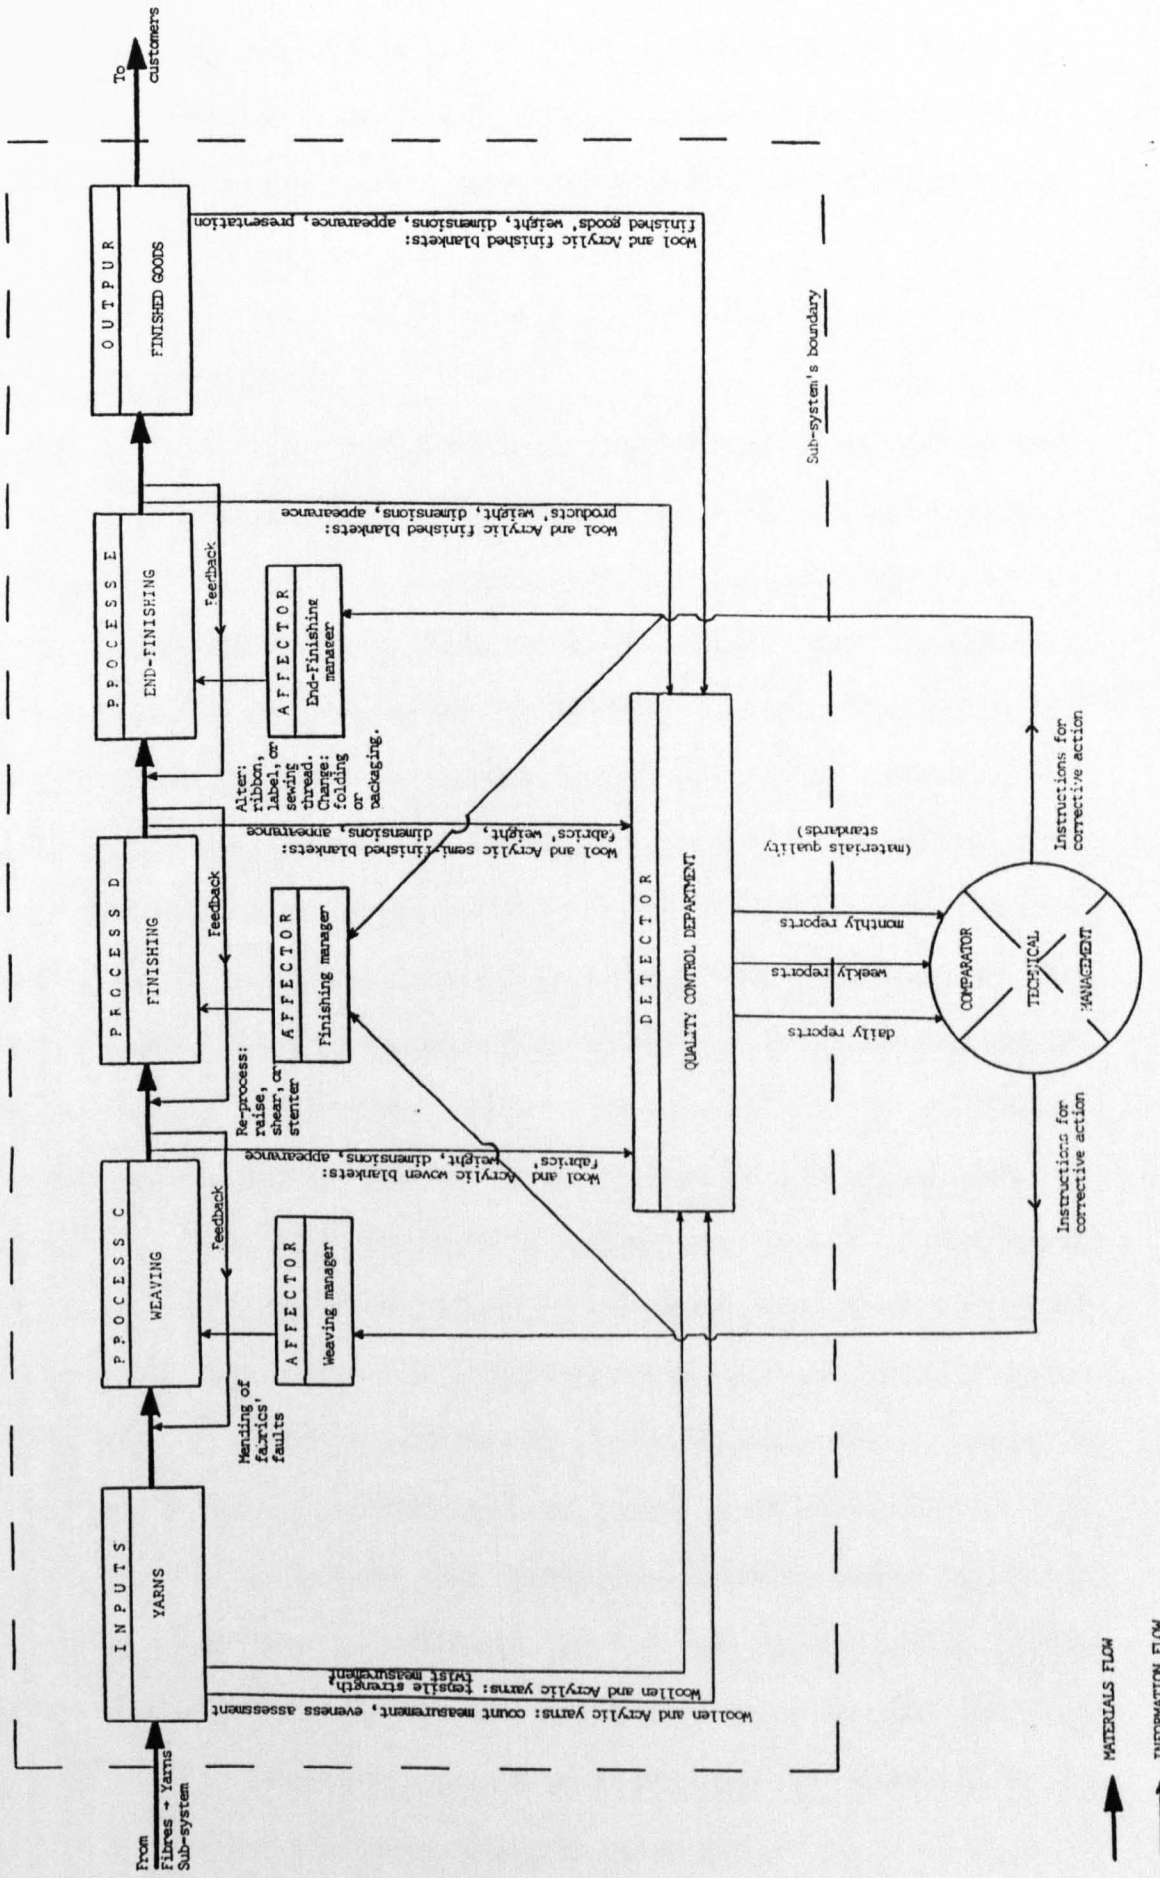 From
Fibres → Yarns
Sub-system
INPUTS
YARNS
PROCESS C
WEAVING
PROCESS D
FINISHING
PROCESS E
END-FINISHING
OUTPUR
FINISHED GOODS
To
customers
Feedback
Feedback
Feedback
Mending of
fabrics'
faults
AFFECTOR
Weaving manager
Re-process:
raise,
shear, or
stenter
AFFECTOR
Finishing manager
Alter:
ribbon,
label, or
sewing
thread.
Change:
folding
or
packaging.
AFFECTOR
End-Finishing
manager
Woollen and Acrylic yarns: count measurement, eveness assessment
Woollen and Acrylic yarns: tensile strength,
twist measurement
Wool and Acrylic woven blankets:
fabrics' weight, dimensions, appearance
Wool and Acrylic semi-finished blankets:
fabrics' weight, dimensions, appearance
Wool and Acrylic finished blankets:
products' weight, dimensions, appearance
Wool and Acrylic finished blankets:
finished goods' weight, dimensions, appearance, presentation
DETECTOR
QUALITY CONTROL DEPARTMENT
Sub-system's boundary
daily reports
weekly reports
monthly reports
(materials quality
standards)
COMPARATOR
TECHNICAL
MANAGEMENT
Instructions for
corrective action
Instructions for
corrective action
MATERIALS FLOW
INFORMATION FLOW